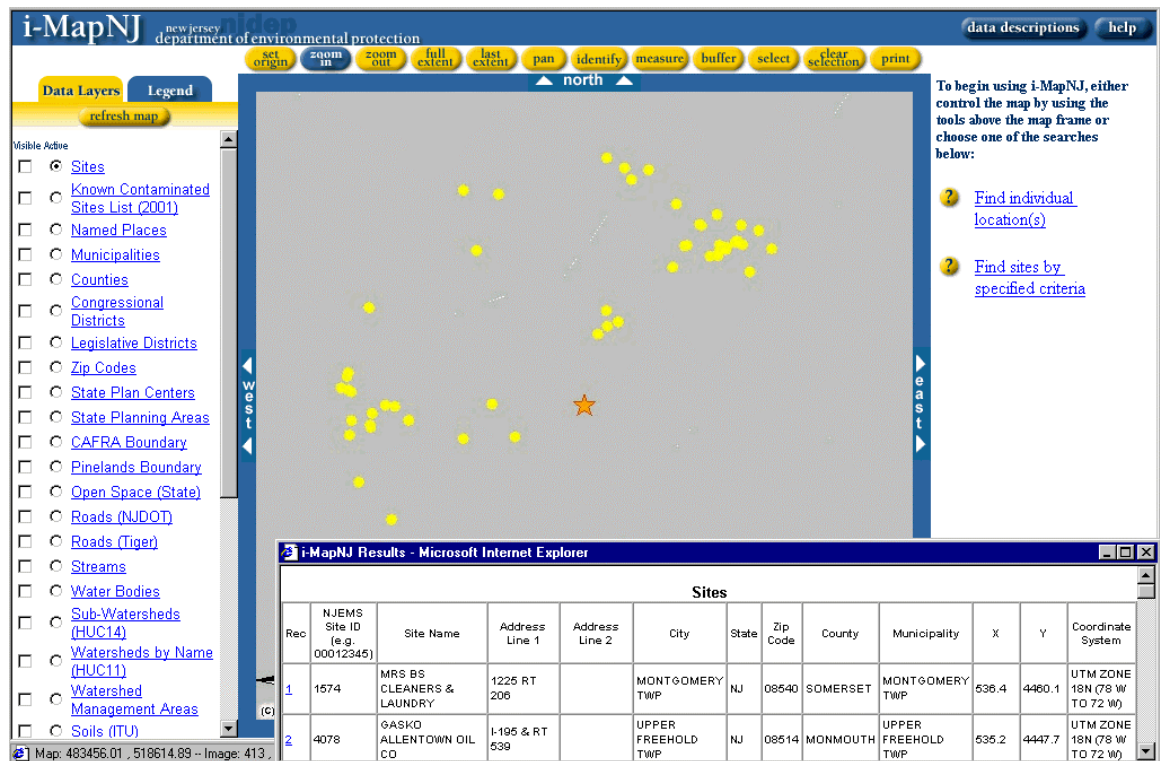 i-MapNJ
new jersey
njdep
department of environmental protection
data descriptions
help
set origin
zoom in
zoom out
full extent
last extent
pan
identify
measure
buffer
select
clear selection
print
Data Layers
Legend
refresh map
Visible Active
Sites
Known Contaminated
Sites List (2001)
Named Places
Municipalities
Counties
Congressional
Districts
Legislative Districts
Zip Codes
State Plan Centers
State Planning Areas
CAFRA Boundary
Pinelands Boundary
Open Space (State)
Roads (NJDOT)
Roads (Tiger)
Streams
Water Bodies
Sub-Watersheds
(HUC14)
Watersheds by Name
(HUC11)
Watershed
Management Areas
Soils (ITU)
Map: 483456.01 , 518614.89 -- Image: 413 ,
north
west
east
(c)
To begin using i-MapNJ, either
control the map by using the
tools above the map frame or
choose one of the searches
below:
? Find individual
location(s)
? Find sites by
specified criteria
i-MapNJ Results - Microsoft Internet Explorer
Sites
Rec
NJEMS
Site ID
(e.g.
00012345)
Site Name
Address
Line 1
Address
Line 2
City
State
Zip
Code
County
Municipality
X
Y
Coordinate
System
1
1574
MRS BS
CLEANERS &
LAUNDRY
1225 RT
206
MONTGOMERY
TWP
NJ
08540
SOMERSET
MONTGOMERY
TWP
536.4
4460.1
UTM ZONE
18N (78 W
TO 72 W)
2
4078
GASKO
ALLENTOWN OIL
CO
I-195 & RT
539
UPPER
FREEHOLD
TWP
NJ
08514
MONMOUTH
UPPER
FREEHOLD
TWP
535.2
4447.7
UTM ZONE
18N (78 W
TO 72 W)